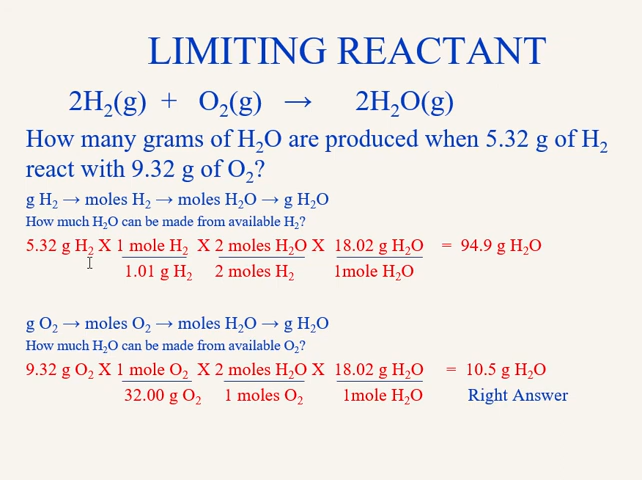 LIMITING REACTANT
2H₂(g) + O₂(g) → 2H₂O(g)
How many grams of H₂O are produced when 5.32 g of H₂
react with 9.32 g of O₂?
g H₂ → moles H₂ → moles H₂O → g H₂O
How much H₂O can be made from available H₂?
5.32 g H₂ X 1 mole H₂ X 2 moles H₂O X 18.02 g H₂O = 94.9 g H₂O
1.01 g H₂ 2 moles H₂ 1mole H₂O
g O₂ → moles O₂ → moles H₂O → g H₂O
How much H₂O can be made from available O₂?
9.32 g O₂ X 1 mole O₂ X 2 moles H₂O X 18.02 g H₂O = 10.5 g H₂O
32.00 g O₂ 1 moles O₂ 1mole H₂O Right Answer